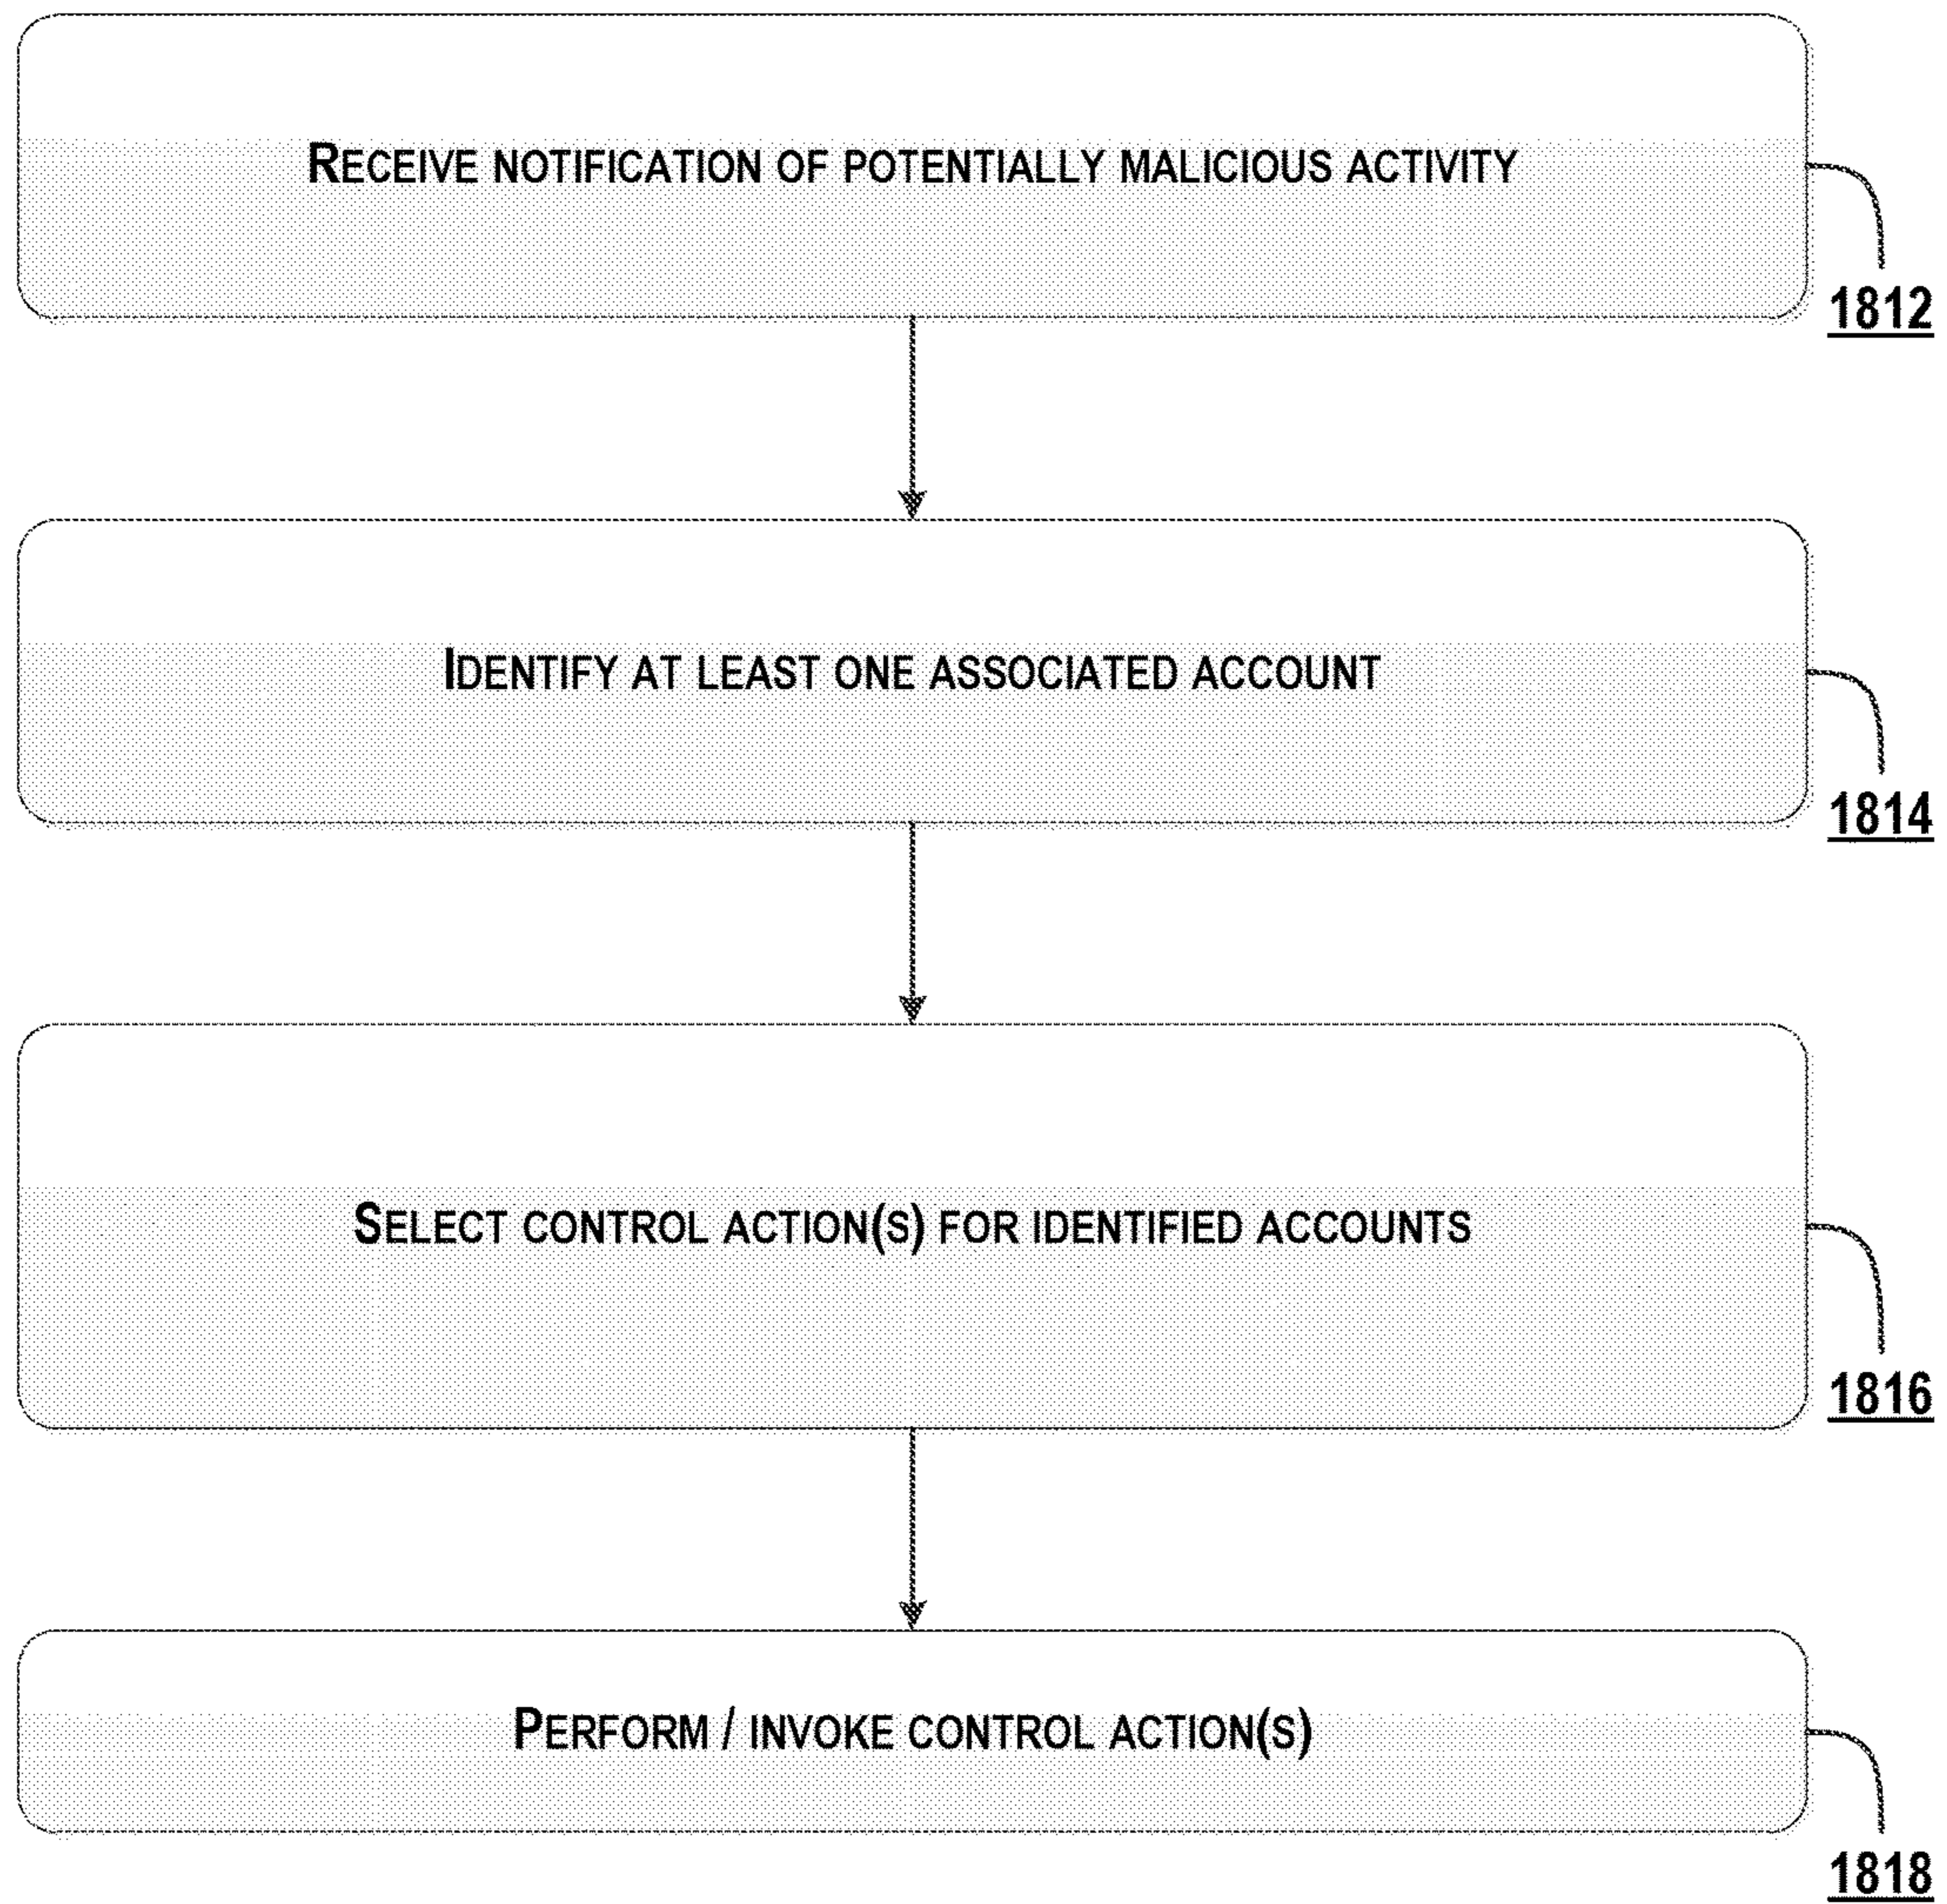 RECEIVE NOTIFICATION OF POTENTIALLY MALICIOUS ACTIVITY
1812
IDENTIFY AT LEAST ONE ASSOCIATED ACCOUNT
1814
SELECT CONTROL ACTION(S) FOR IDENTIFIED ACCOUNTS
1816
PERFORM / INVOKE CONTROL ACTION(S)
1818